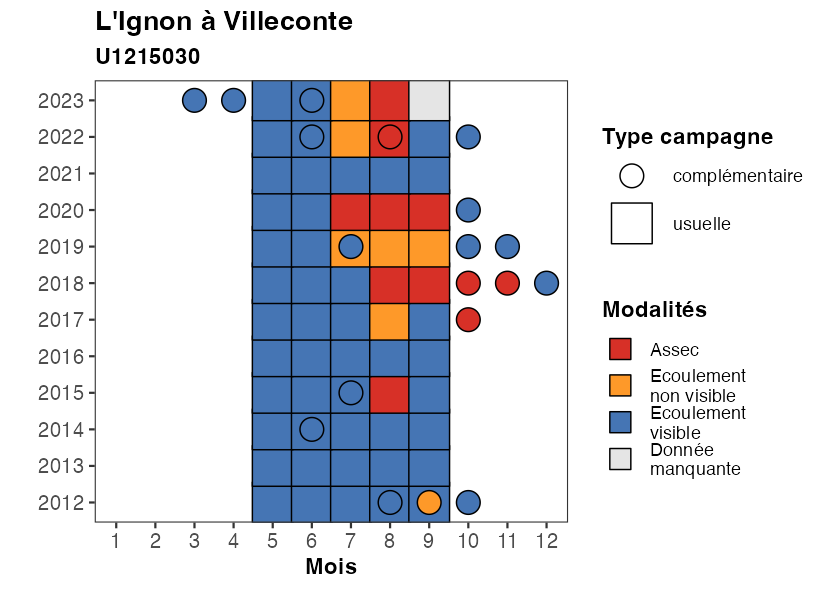 L'Ignon à Villeconte
U1215030
2023
2022
2021
2020
2019
2018
2017
2016
2015
2014
2013
2012
1 2 3 4 5 6 7 8 9 10 11 12
Mois
Type campagne
complémentaire
usuelle
Modalités
Assec
Ecoulement
non visible
Ecoulement
visible
Donnée
manquante